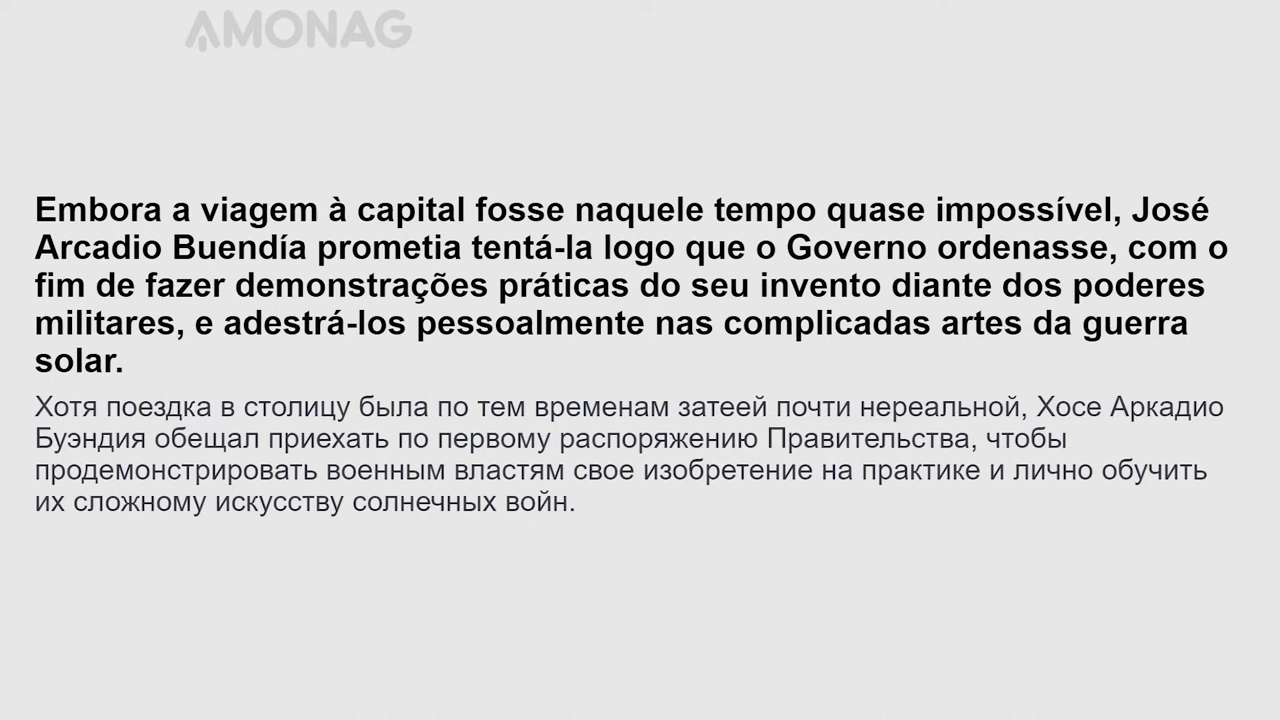 AMONAG
Embora a viagem à capital fosse naquele tempo quase impossível, José
Arcadio Buendía prometia tentá-la logo que o Governo ordenasse, com o
fim de fazer demonstrações práticas do seu invento diante dos poderes
militares, e adestrá-los pessoalmente nas complicadas artes da guerra
solar.
Хотя поездка в столицу была по тем временам затеей почти нереальной, Хосе Аркадио
Буэндия обещал приехать по первому распоряжению Правительства, чтобы
продемонстрировать военным властям свое изобретение на практике и лично обучить
их сложному искусству солнечных войн.